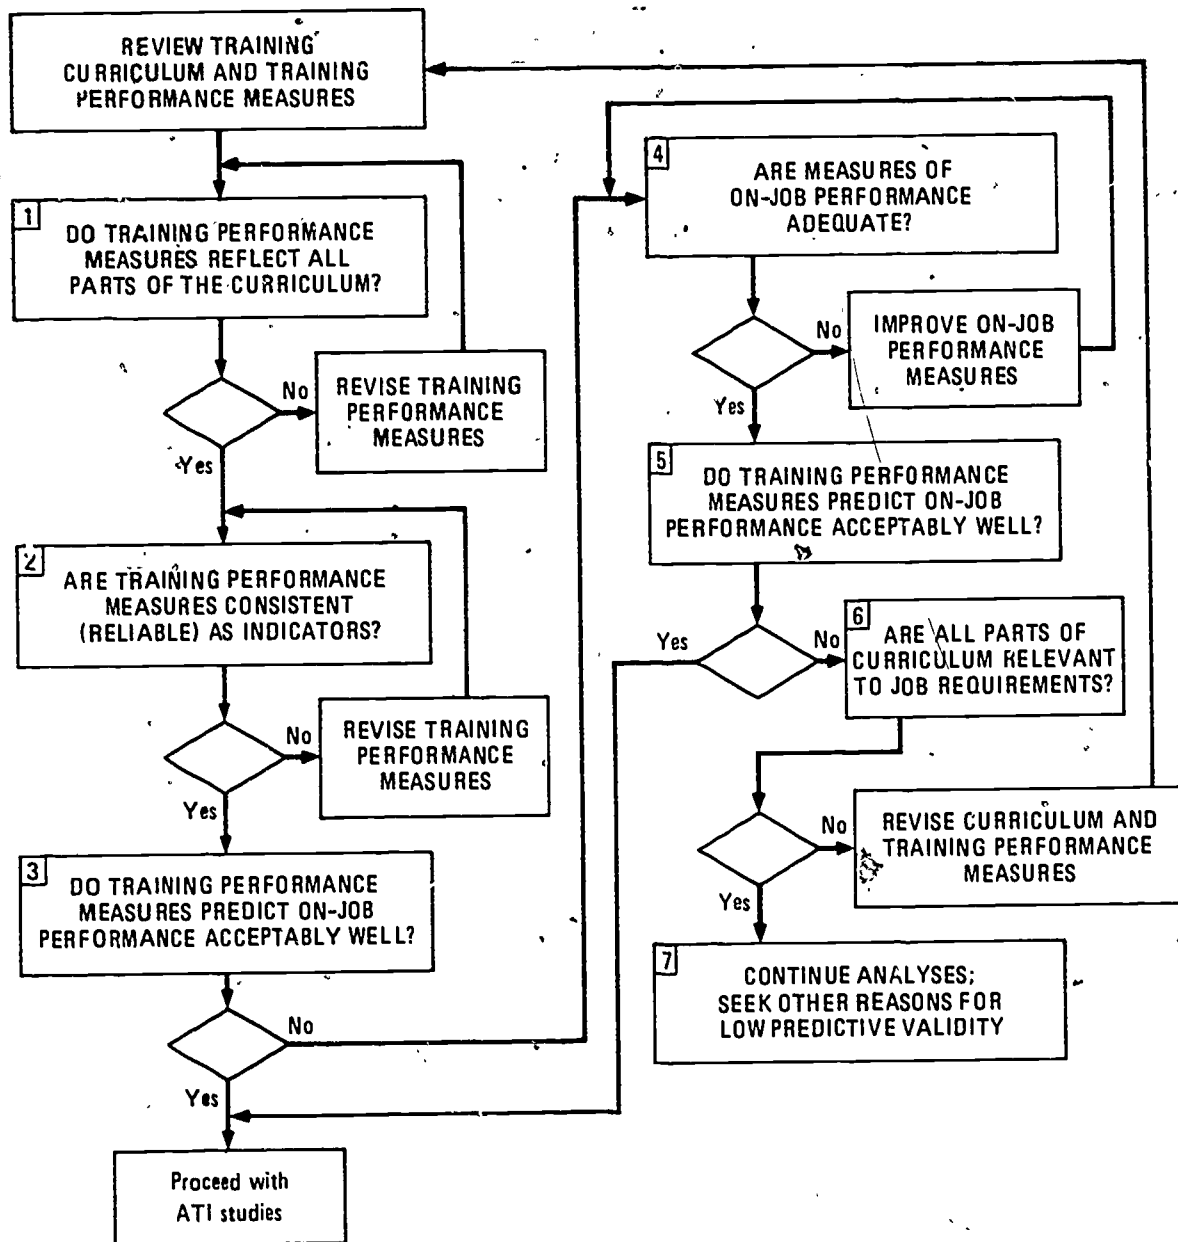 REVIEW TRAINING
CURRICULUM AND TRAINING
PERFORMANCE MEASURES
1
DO TRAINING PERFORMANCE
MEASURES REFLECT ALL
PARTS OF THE CURRICULUM?
No
REVISE TRAINING
PERFORMANCE
MEASURES
Yes
2
ARE TRAINING PERFORMANCE
MEASURES CONSISTENT
(RELIABLE) AS INDICATORS?
No
REVISE TRAINING
PERFORMANCE
MEASURES
Yes
3
DO TRAINING PERFORMANCE
MEASURES PREDICT ON-JOB
PERFORMANCE ACCEPTABLY WELL?
No
Yes
Proceed with
ATI studies
4
ARE MEASURES OF
ON-JOB PERFORMANCE
ADEQUATE?
No
IMPROVE ON-JOB
PERFORMANCE
MEASURES
Yes
5
DO TRAINING PERFORMANCE
MEASURES PREDICT ON-JOB
PERFORMANCE ACCEPTABLY WELL?
Yes
No
6
ARE ALL PARTS OF
CURRICULUM RELEVANT
TO JOB REQUIREMENTS?
No
REVISE CURRICULUM AND
TRAINING PERFORMANCE
MEASURES
Yes
7
CONTINUE ANALYSES;
SEEK OTHER REASONS FOR
LOW PREDICTIVE VALIDITY